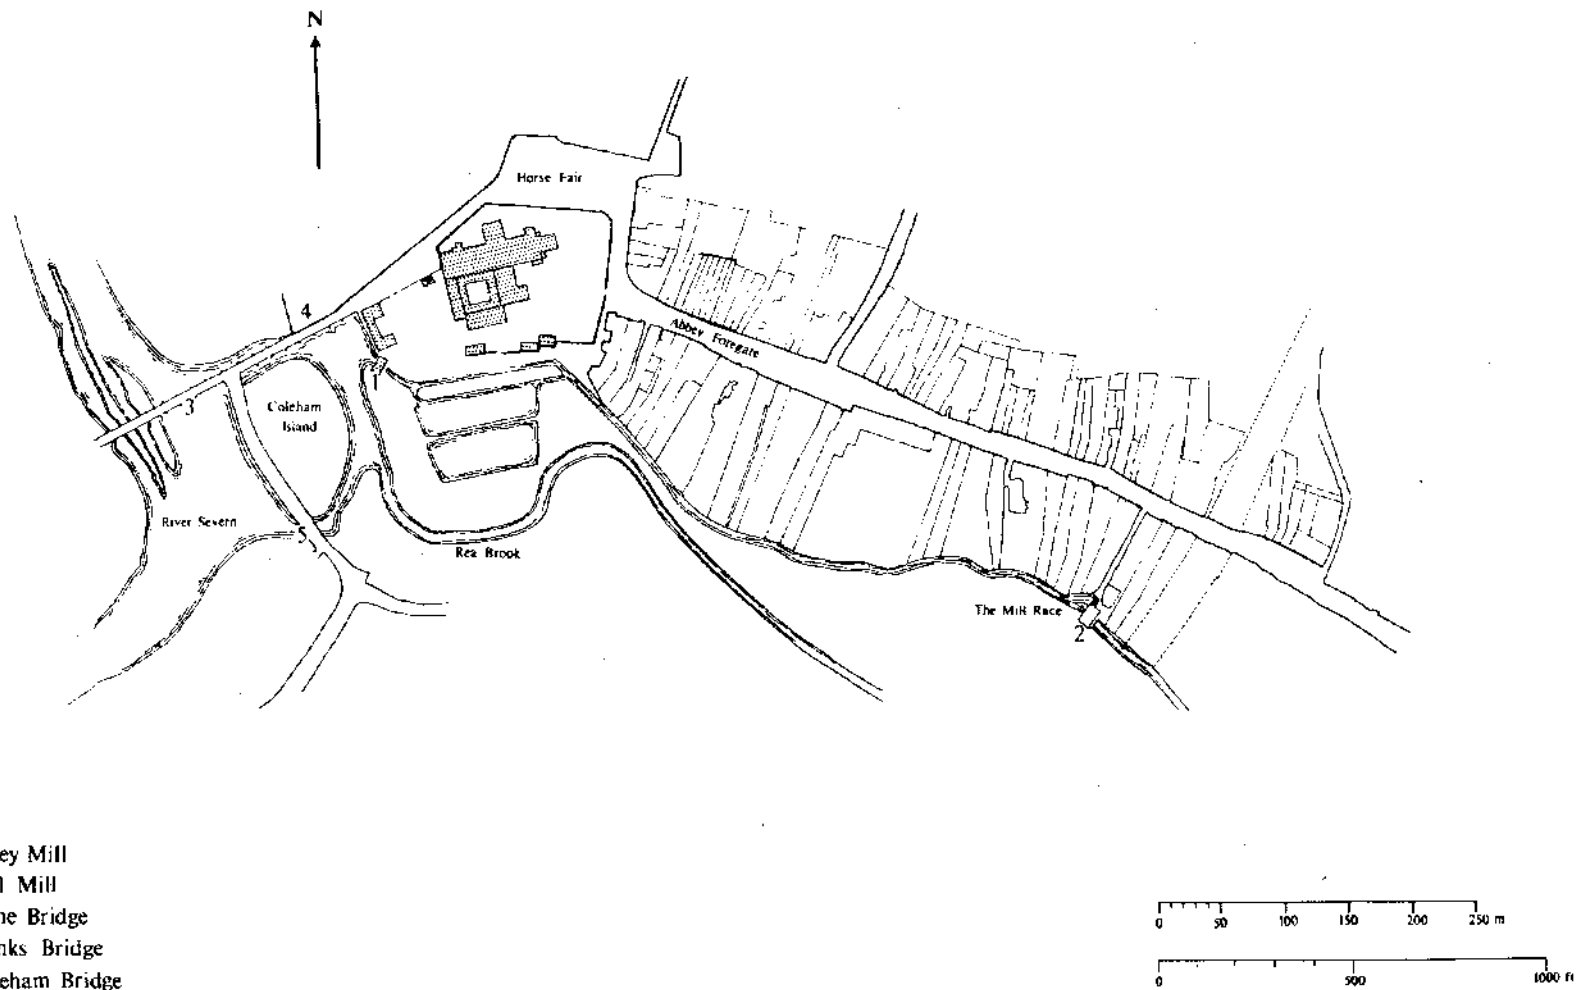 N
Horse Fair
4
Abbey Foregate
1
Coleham
Island
3
River Severn
5
Rea Brook
The Mill Race
2
ey Mill
l Mill
ne Bridge
nks Bridge
eham Bridge
0 50 100 150 200 250 m
0 500 1000 f